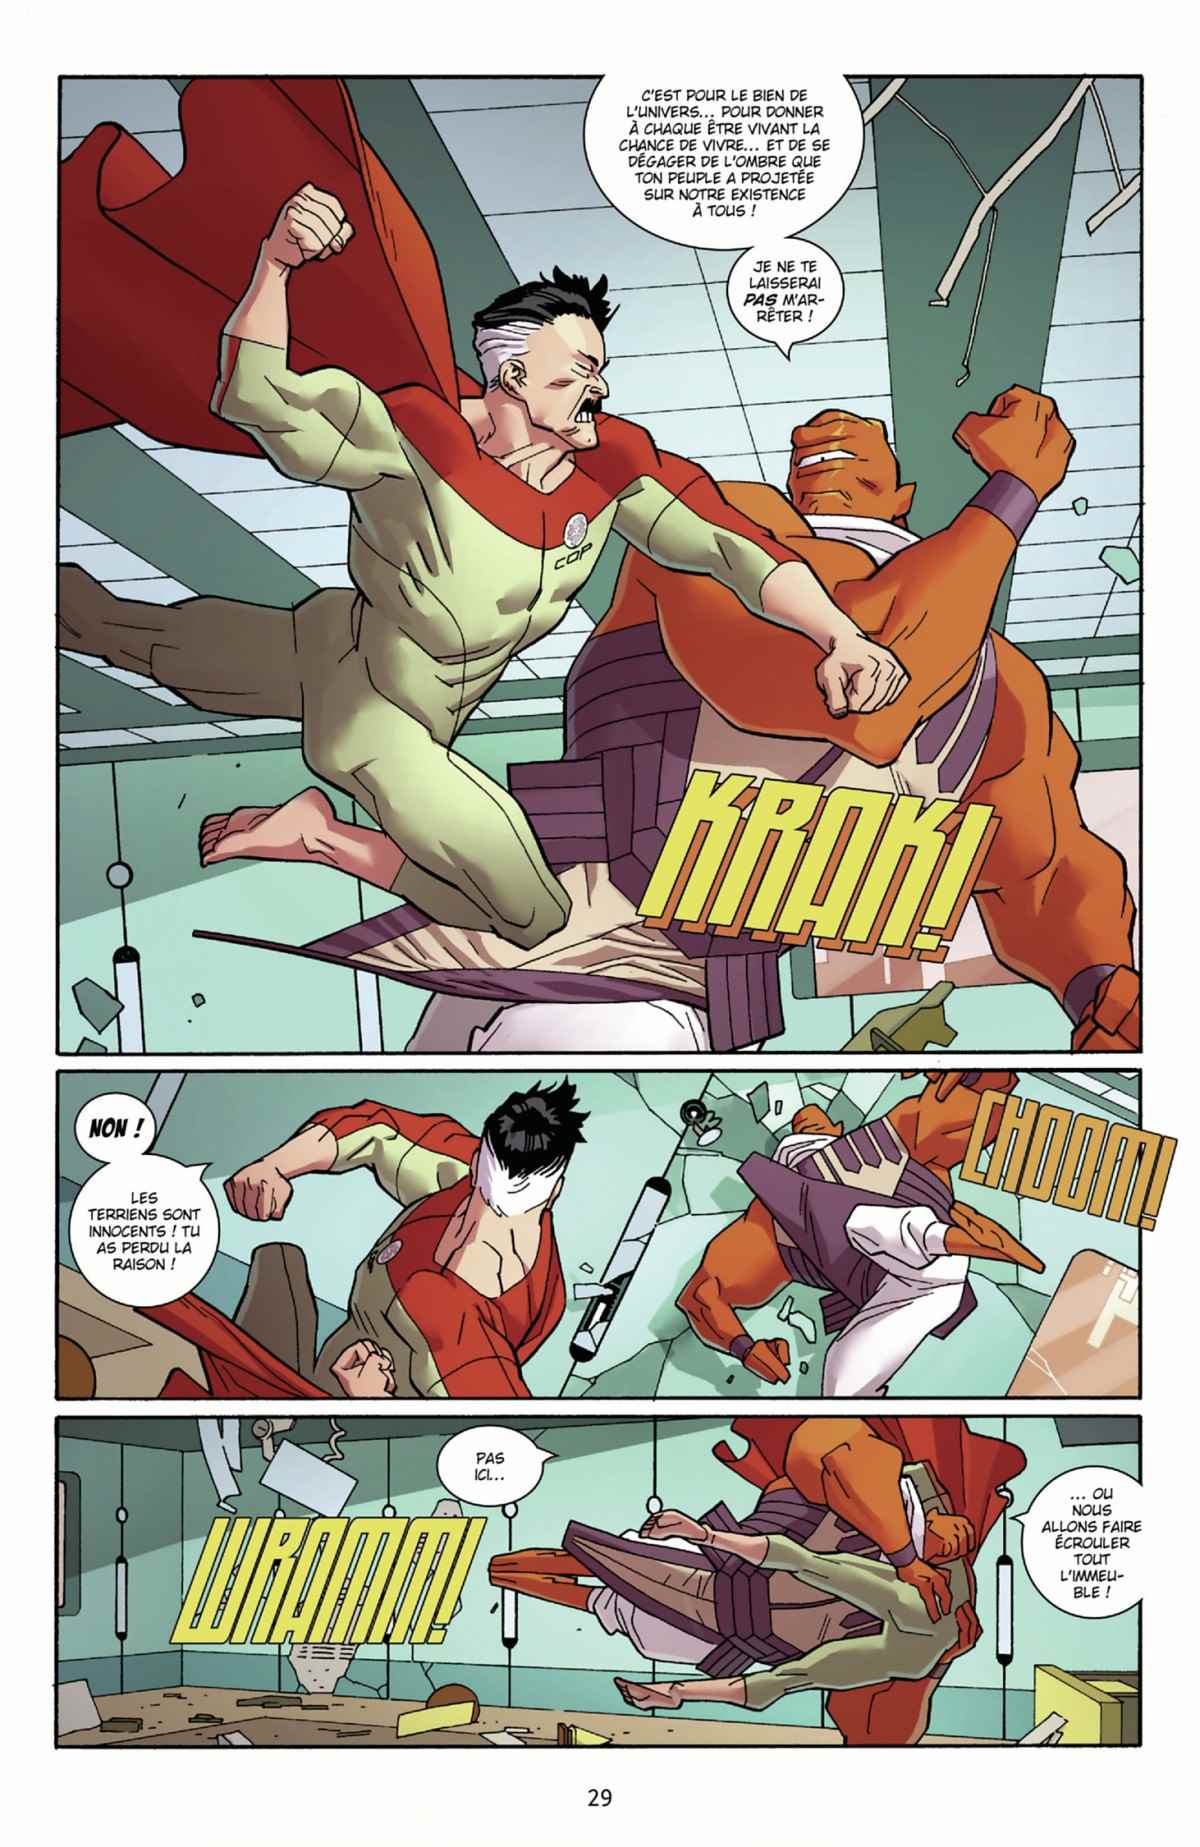 C'EST POUR LE BIEN DE
L'UNIVERS... POUR DONNER
À CHAQUE ÊTRE VIVANT LA
CHANCE DE VIVRE... ET DE SE
DÉGAGER DE L'OMBRE QUE
TON PEUPLE A PROJETÉE
SUR NOTRE EXISTENCE
À TOUS !
JE NE TE
LAISSERAI
PAS M'AR-
RÊTER !
COP
KRAK!
NON !
LES
TERRIENS SONT
INNOCENTS ! TU
AS PERDU LA
RAISON !
CHOOM!
PAS
ICI...
WRAMM!
... OU
NOUS
ALLONS FAIRE
ÉCROULER
TOUT
L'IMMEU-
BLE !
29